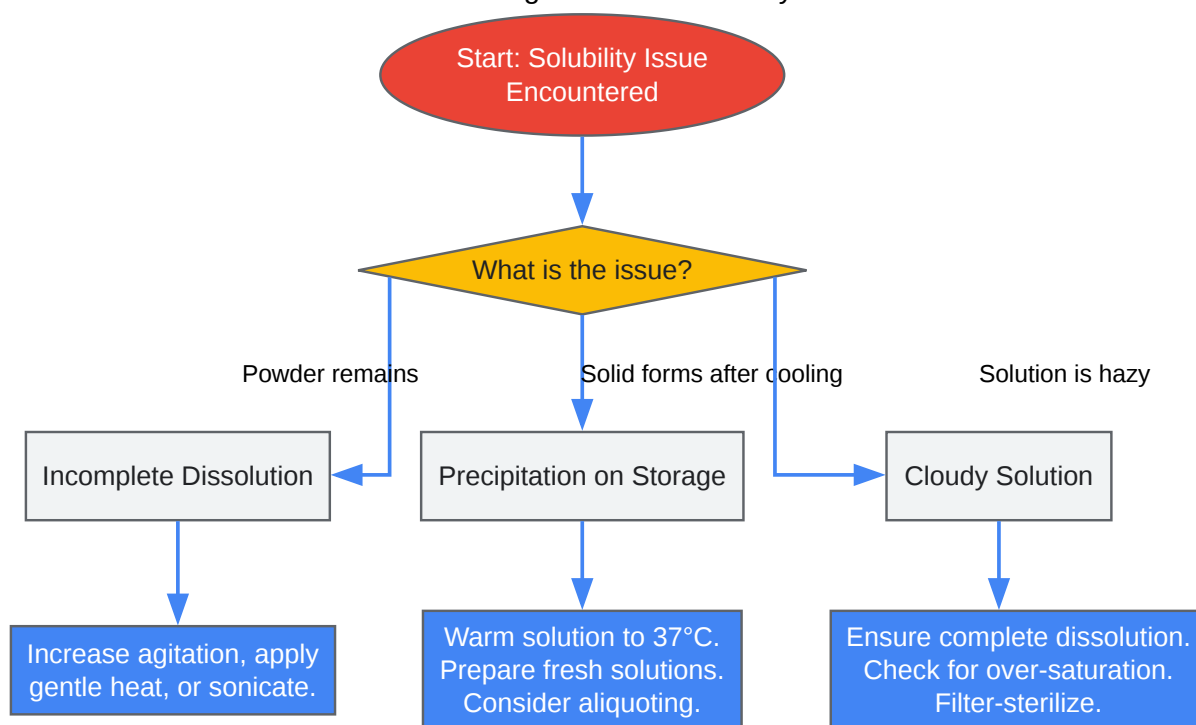 Start: Solubility Issue
Encountered
What is the issue?
Powder remains
Solid forms after cooling
Solution is hazy
Incomplete Dissolution
Precipitation on Storage
Cloudy Solution
Increase agitation, apply
gentle heat, or sonicate.
Warm solution to 37°C.
Prepare fresh solutions.
Consider aliquoting.
Ensure complete dissolution.
Check for over-saturation.
Filter-sterilize.